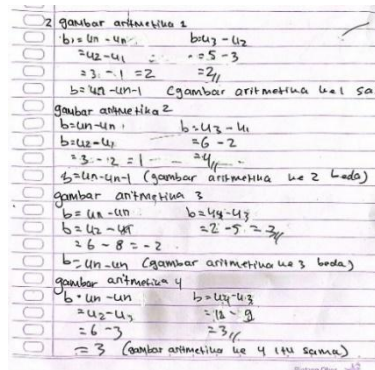 2 gambar aritmetika 1
b = un - un b = u3 - u2
= u2 - u1 = 5 - 3
= 3 - 1 = 2 = 2//
b = un - un-1 (gambar aritmetika ke 1 sa
gambar aritmetika 2
b = un - un b = u3 - u1
b = u2 - u1 = 6 - 2
= 3 - 2 = 1 = 4//
b = un - un-1 (gambar aritmetika ke 2 beda)
gambar aritmetika 3
b = un - un b = u4 - u3
b = u2 - u1 = 2 - 5 = 3//
= 6 - 8 = -2
b = un - un (gambar aritmetika ke 3 beda)
gambar aritmetika 4
b = un - un b = u4 - u3
= u2 - u3 = 12 - 9
= 6 - 3 = 3//
= 3 (gambar aritmetika ke 4 itu sama)